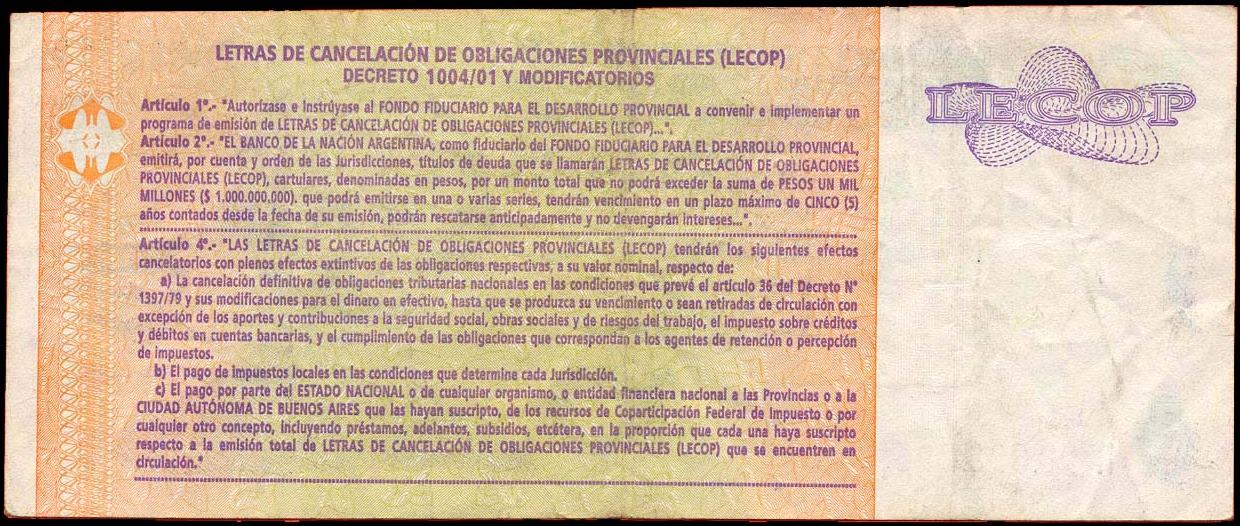 LETRAS DE CANCELACIÓN DE OBLIGACIONES PROVINCIALES (LECOP)
DECRETO 1004/01 Y MODIFICATORIOS
LECOP
Artículo 1º.- "Autorízase e instrúyase al FONDO FIDUCIARIO PARA EL DESARROLLO PROVINCIAL a convenir e implementar un
programa de emisión de LETRAS DE CANCELACIÓN DE OBLIGACIONES PROVINCIALES (LECOP)...".
Artículo 2º.- "EL BANCO DE LA NACIÓN ARGENTINA, como fiduciario del FONDO FIDUCIARIO PARA EL DESARROLLO PROVINCIAL,
emitirá, por cuenta y orden de las Jurisdicciones, títulos de deuda que se llamarán LETRAS DE CANCELACIÓN DE OBLIGACIONES
PROVINCIALES (LECOP), cartulares, denominadas en pesos, por un monto total que no podrá exceder la suma de PESOS UN MIL
MILLONES ($ 1.000.000.000). que podrá emitirse en una o varias series, tendrán vencimiento en un plazo máximo de CINCO (5)
años contados desde la fecha de su emisión, podrán rescatarse anticipadamente y no devengarán intereses...".
Artículo 4º.- "LAS LETRAS DE CANCELACIÓN DE OBLIGACIONES PROVINCIALES (LECOP) tendrán los siguientes efectos
cancelatorios con plenos efectos extintivos de las obligaciones respectivas, a su valor nominal, respecto de:
a) La cancelación definitiva de obligaciones tributarias nacionales en las condiciones que prevé el artículo 36 del Decreto Nº
1397/79 y sus modificaciones para el dinero en efectivo, hasta que se produzca su vencimiento o sean retiradas de circulación con
excepción de los aportes y contribuciones a la seguridad social, obras sociales y de riesgos del trabajo, el impuesto sobre créditos
y débitos en cuentas bancarias, y el cumplimiento de las obligaciones que correspondan a los agentes de retención o percepción
de impuestos.
b) El pago de impuestos locales en las condiciones que determine cada Jurisdicción.
c) El pago por parte del ESTADO NACIONAL o de cualquier organismo, o entidad financiera nacional a las Provincias o a la
CIUDAD AUTÓNOMA DE BUENOS AIRES que las hayan suscripto, de los recursos de Coparticipación Federal de Impuesto o por
cualquier otro concepto, incluyendo préstamos, adelantos, subsidios, etcétera, en la proporción que cada una haya suscripto
respecto a la emisión total de LETRAS DE CANCELACIÓN DE OBLIGACIONES PROVINCIALES (LECOP) que se encuentren en
circulación."